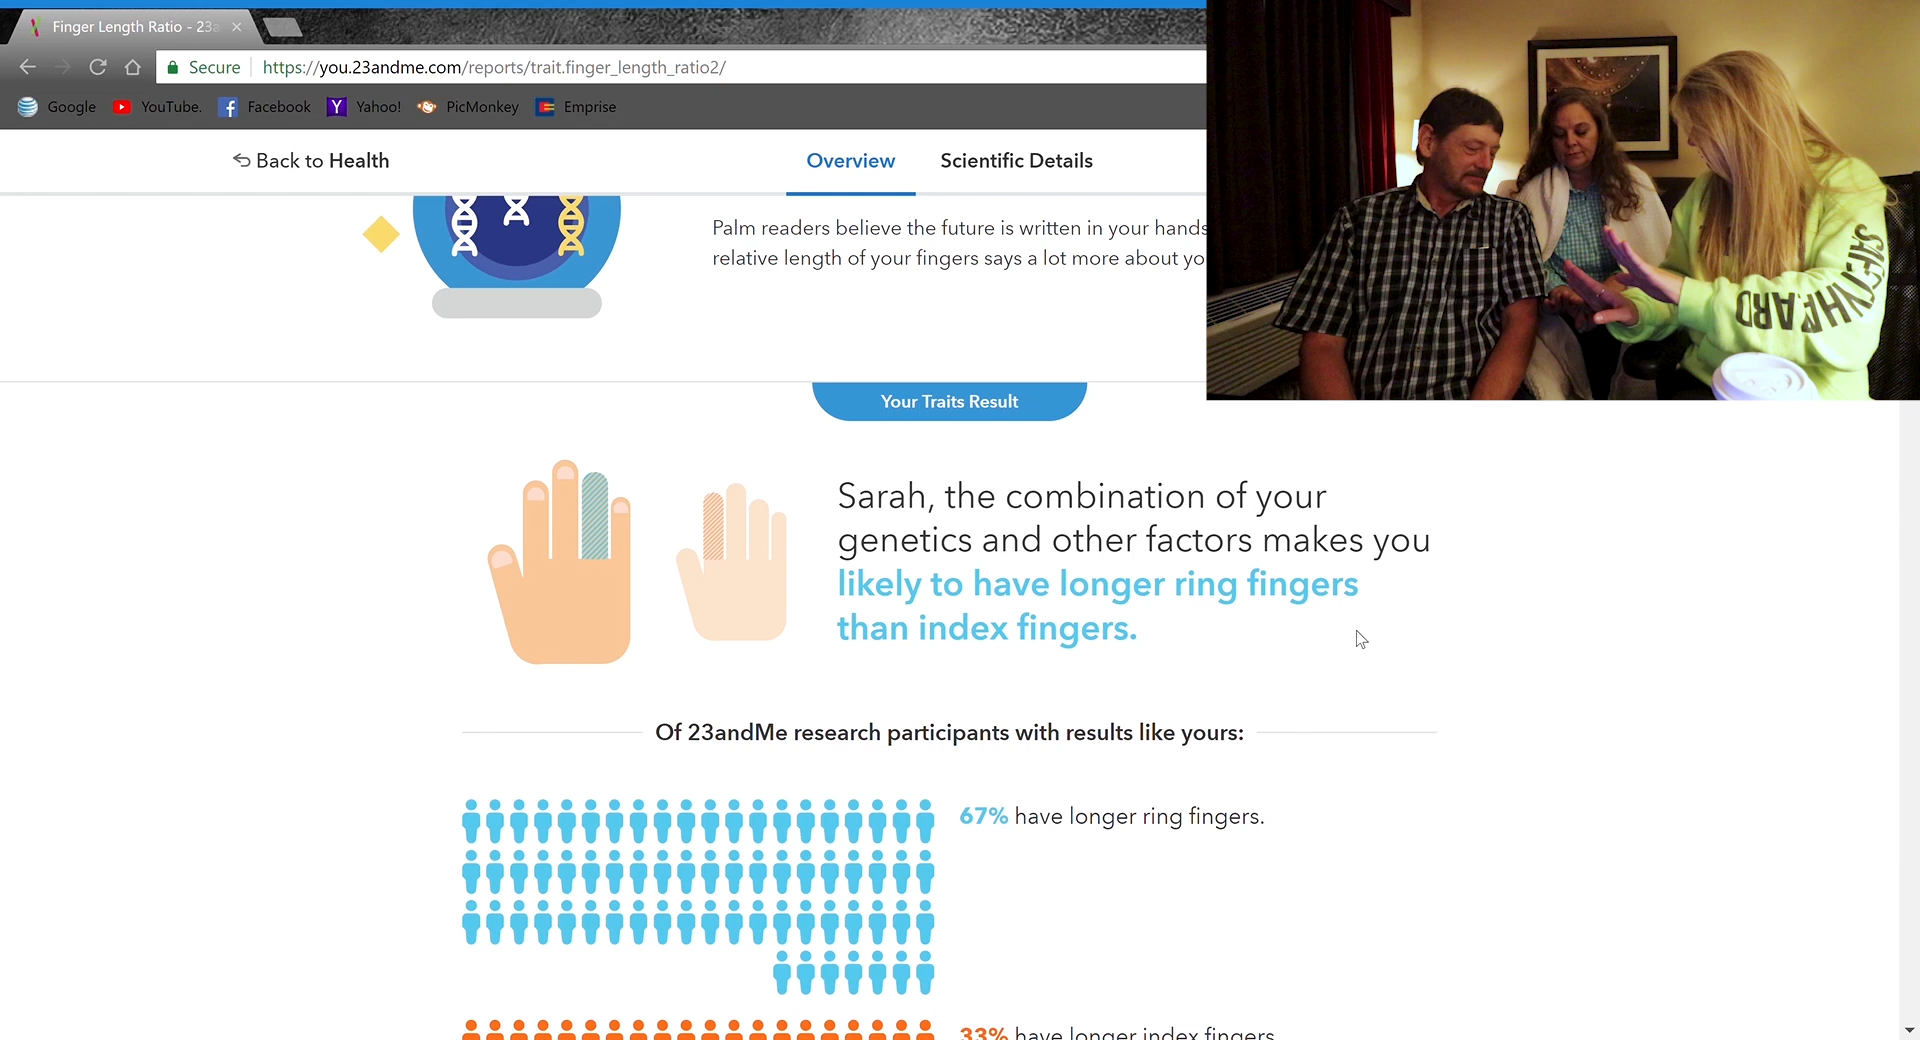 Finger Length Ratio - 23a
Secure
https://you.23andme.com/reports/trait.finger_length_ratio2/
Google
YouTube.
Facebook
Yahoo!
PicMonkey
Emprise
Back to Health
Overview
Scientific Details
Palm readers believe the future is written in your hands
relative length of your fingers says a lot more about yo
Your Traits Result
Sarah, the combination of your
genetics and other factors makes you
likely to have longer ring fingers
than index fingers.
Of 23andMe research participants with results like yours:
67% have longer ring fingers.
33% have longer index fingers